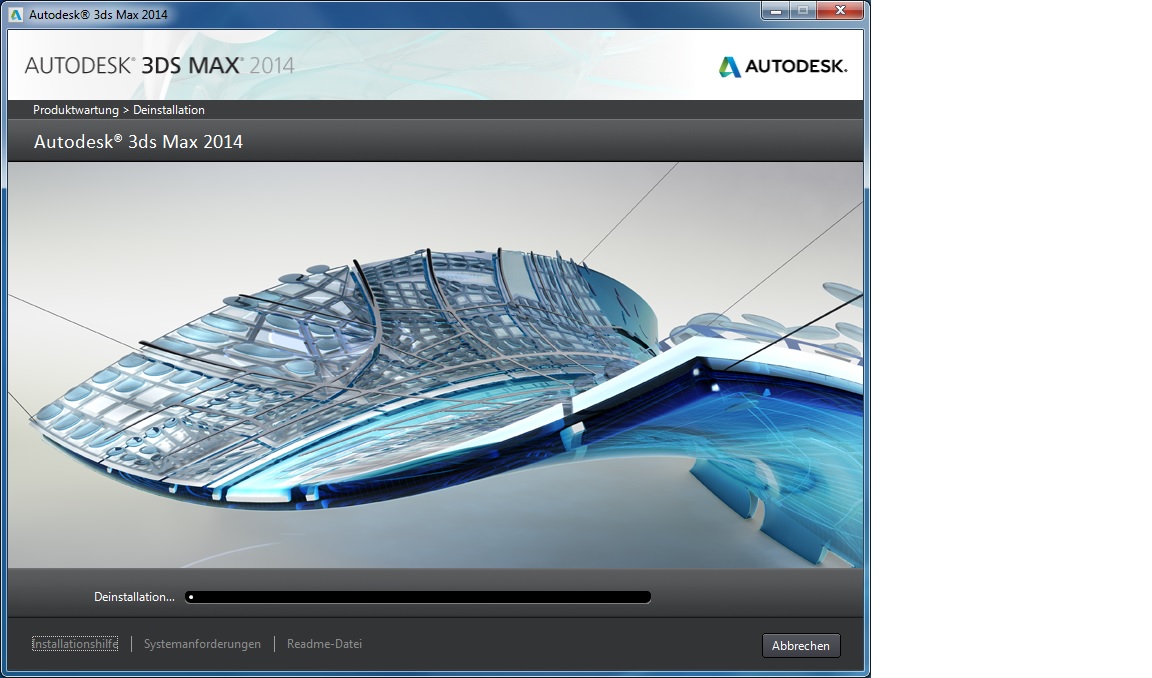 Autodesk® 3ds Max 2014
AUTODESK® 3DS MAX® 2014
AUTODESK.
Produktwartung > Deinstallation
Autodesk® 3ds Max 2014
Deinstallation...
Installationshilfe | Systemanforderungen | Readme-Datei
Abbrechen